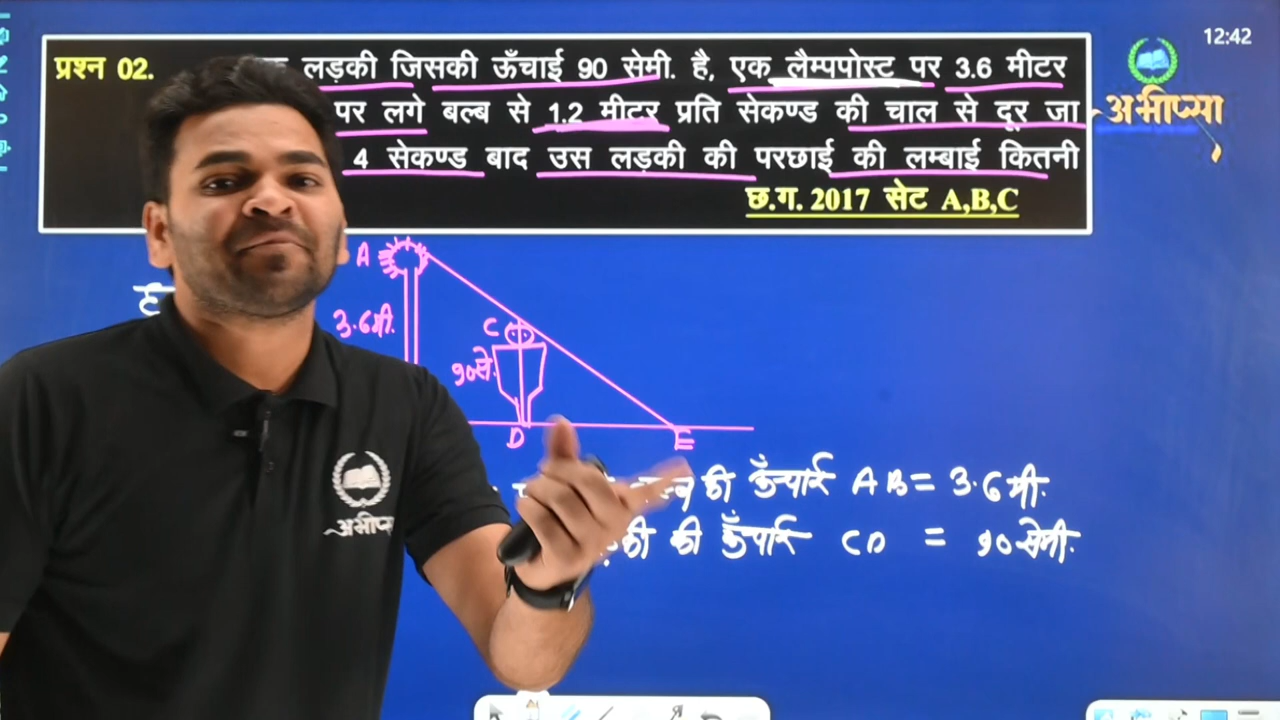 12:42
प्रश्न 02. लड़की जिसकी ऊँचाई 90 सेमी. है, एक लैम्पपोस्ट पर 3.6 मीटर
पर लगे बल्ब से 1.2 मीटर प्रति सेकण्ड की चाल से दूर जा
4 सेकण्ड बाद उस लड़की की परछाई की लम्बाई कितनी
छ.ग. 2017 सेट A,B,C
अभीप्सा
A
3.6मी.
C
90से.
D
E
की ऊँचाई AB = 3.6मी.
की ऊँचाई CD = 90सेमी.
अभीप्स